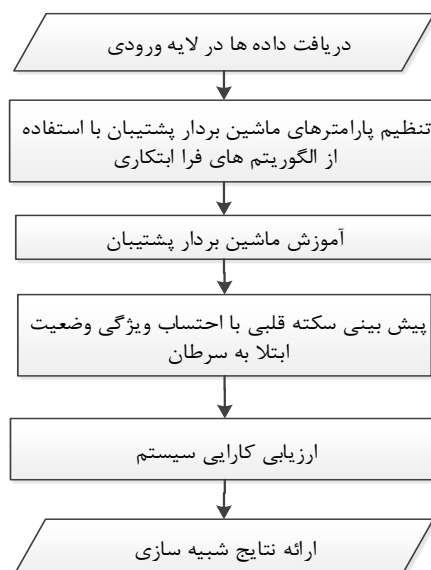 دریافت داده ها در لایه ورودی
تنظیم پارامترهای ماشین بردار پشتیبان با استفاده
از الگوریتم های فرا ابتکاری
آموزش ماشین بردار پشتیبان
پیش بینی سکته قلبی با احتساب ویژگی وضعیت
ابتلا به سرطان
ارزیابی کارایی سیستم
ارائه نتایج شبیه سازی